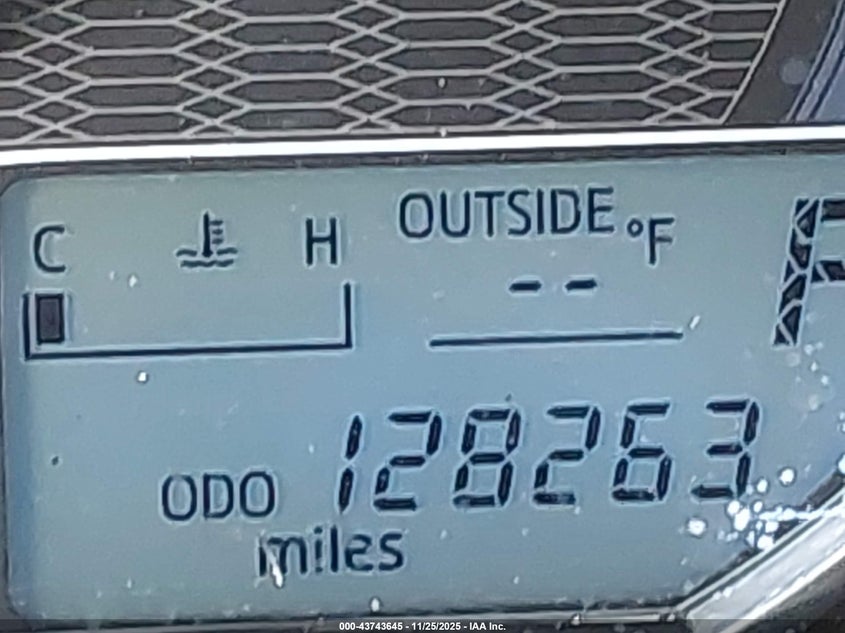 OUTSIDE °F
C H
--
ODO 128263
miles
000-43743645 - 11/25/2025 - IAA Inc.